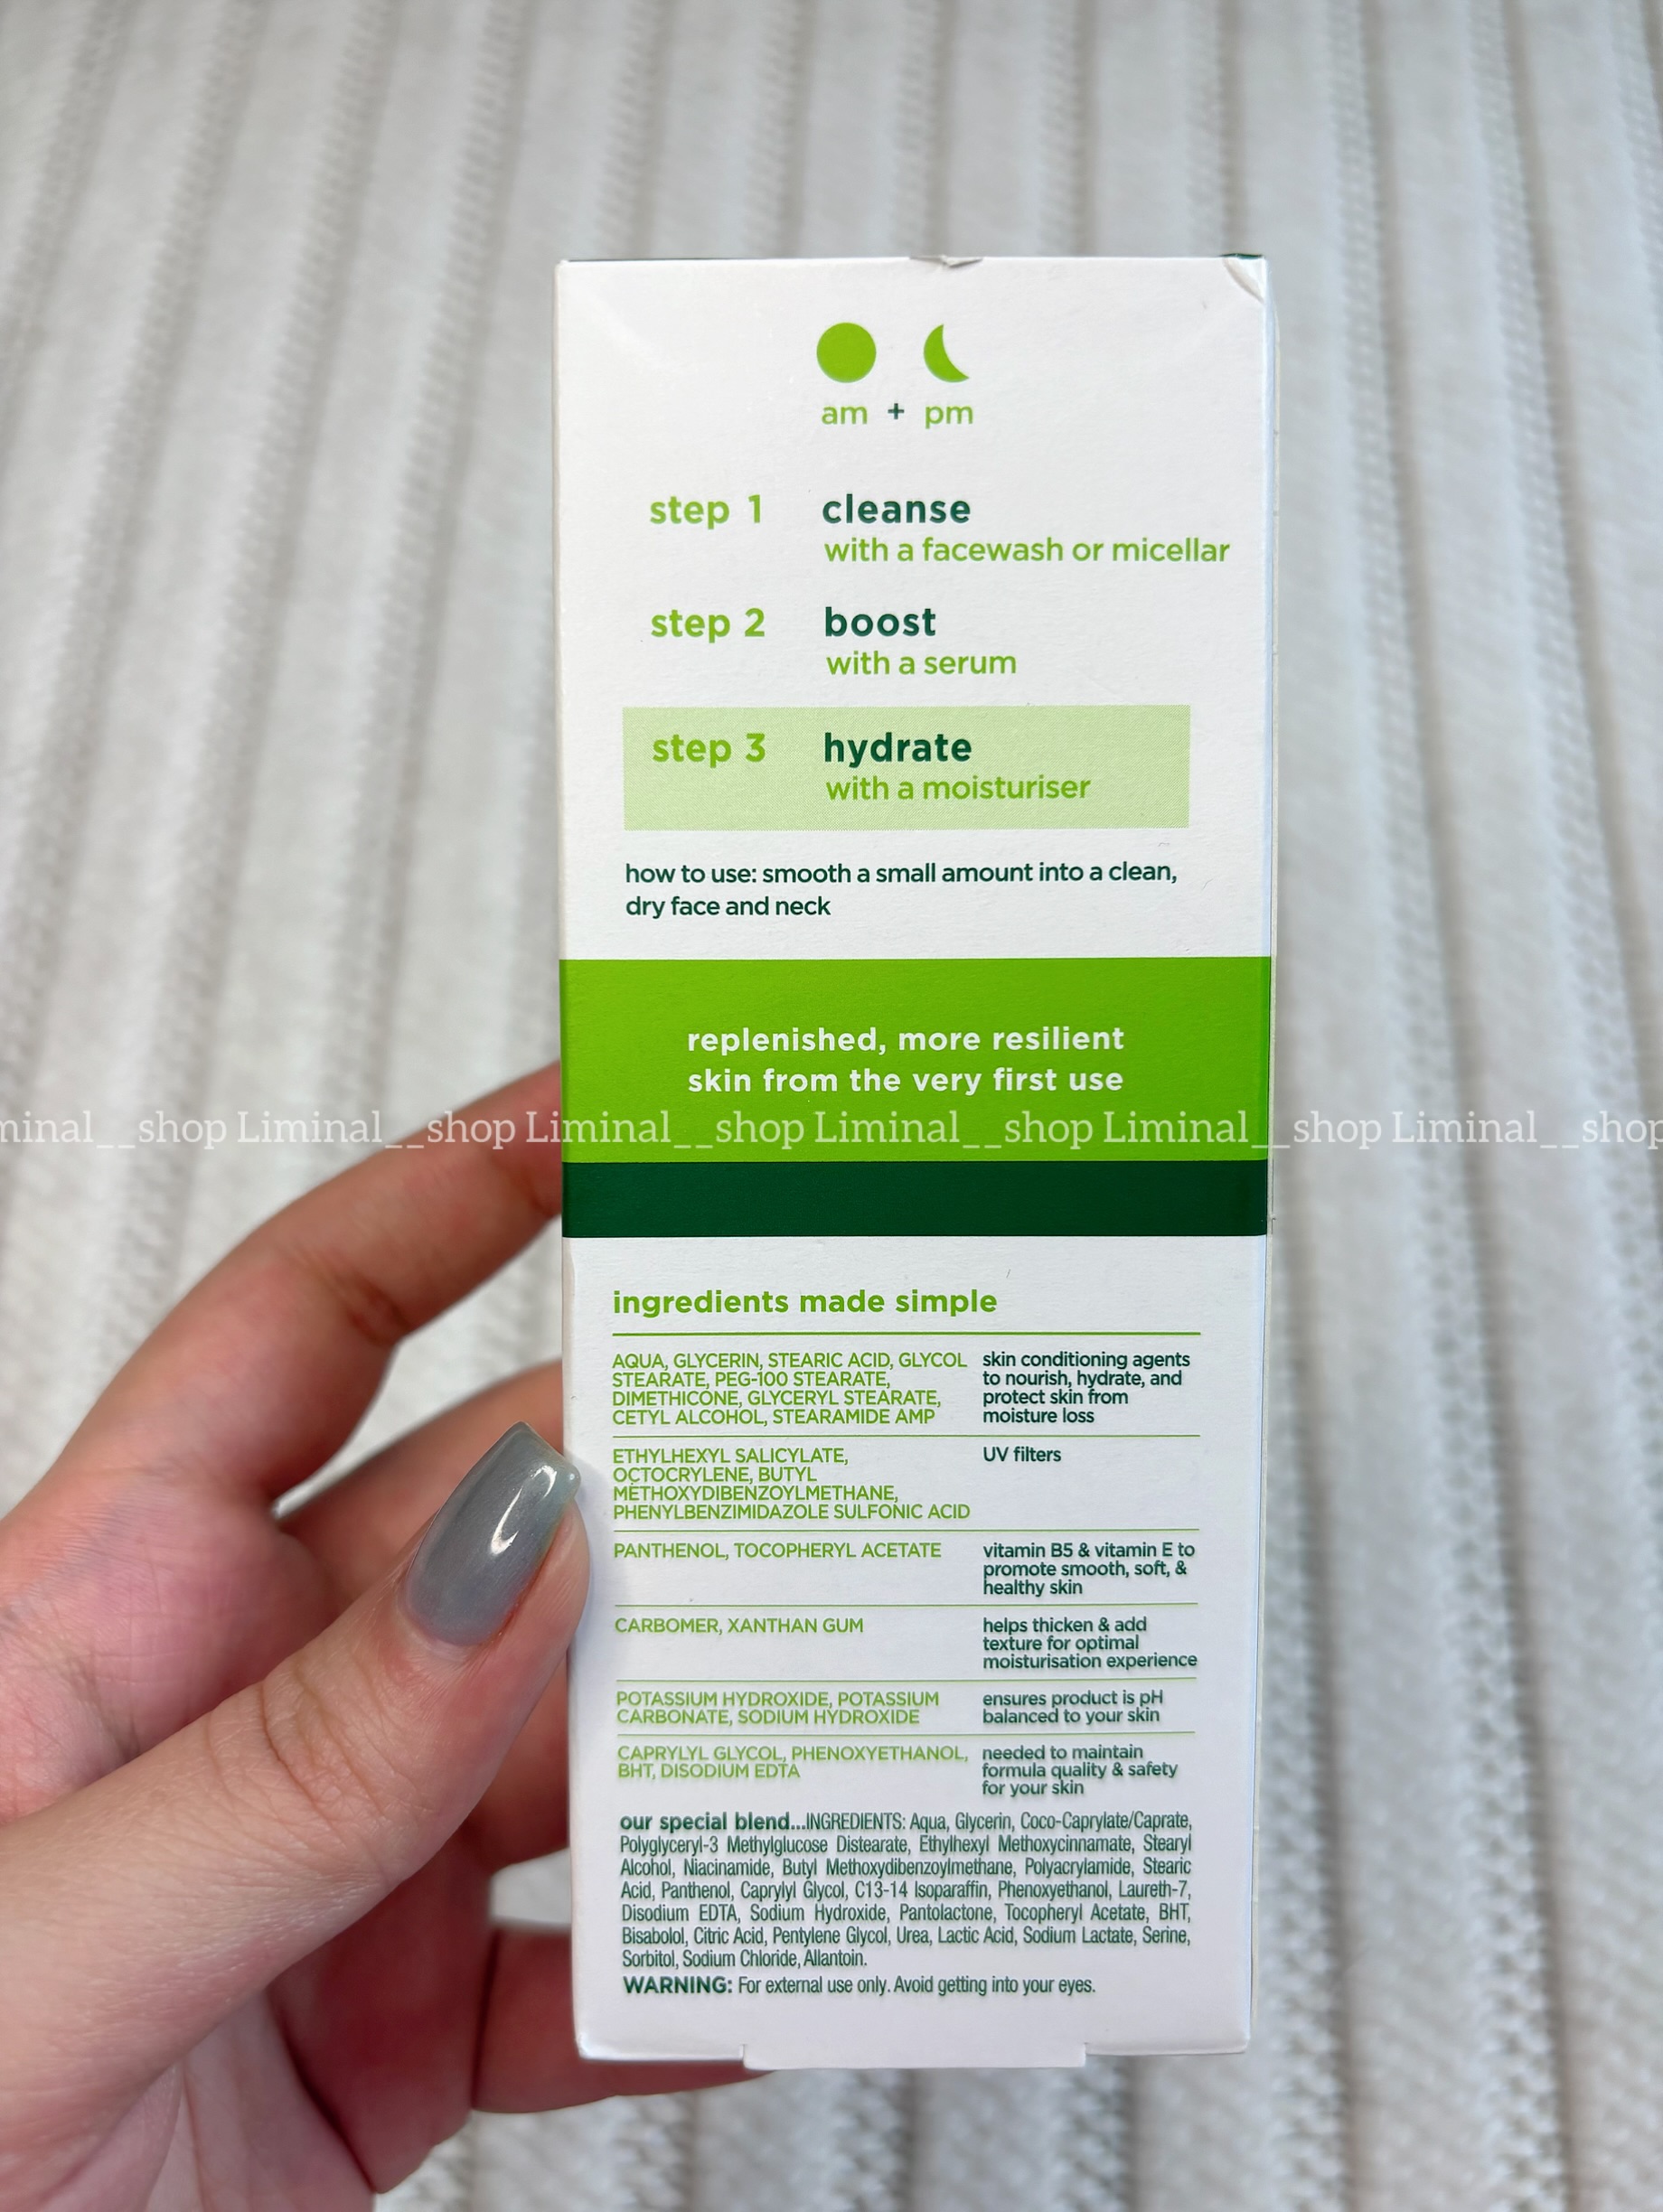 am + pm
step 1 cleanse
with a facewash or micellar
step 2 boost
with a serum
step 3 hydrate
with a moisturiser
how to use: smooth a small amount into a clean,
dry face and neck
replenished, more resilient
skin from the very first use
minal__shop Liminal__shop Liminal__shop Liminal__shop Liminal__shop Liminal__shop
ingredients made simple
AQUA, GLYCERIN, STEARIC ACID, GLYCOL
STEARATE, PEG-100 STEARATE,
DIMETHICONE, GLYCERYL STEARATE,
CETYL ALCOHOL, STEARAMIDE AMP
skin conditioning agents
to nourish, hydrate, and
protect skin from
moisture loss
ETHYLHEXYL SALICYLATE,
OCTOCRYLENE, BUTYL
METHOXYDIBENZOYLMETHANE,
PHENYLBENZIMIDAZOLE SULFONIC ACID
UV filters
PANTHENOL, TOCOPHERYL ACETATE
vitamin B5 & vitamin E to
promote smooth, soft, &
healthy skin
CARBOMER, XANTHAN GUM
helps thicken & add
texture for optimal
moisturisation experience
POTASSIUM HYDROXIDE, POTASSIUM
CARBONATE, SODIUM HYDROXIDE
ensures product is pH
balanced to your skin
CAPRYLYL GLYCOL, PHENOXYETHANOL,
BHT, DISODIUM EDTA
needed to maintain
formula quality & safety
for your skin
our special blend...INGREDIENTS: Aqua, Glycerin, Coco-Caprylate/Caprate,
Polyglyceryl-3 Methylglucose Distearate, Ethylhexyl Methoxycinnamate, Stearyl
Alcohol, Niacinamide, Butyl Methoxydibenzoylmethane, Polyacrylamide, Stearic
Acid, Panthenol, Caprylyl Glycol, C13-14 Isoparaffin, Phenoxyethanol, Laureth-7,
Disodium EDTA, Sodium Hydroxide, Pantolactone, Tocopheryl Acetate, BHT,
Bisabolol, Citric Acid, Pentylene Glycol, Urea, Lactic Acid, Sodium Lactate, Serine,
Sorbitol, Sodium Chloride, Allantoin.
WARNING: For external use only. Avoid getting into your eyes.